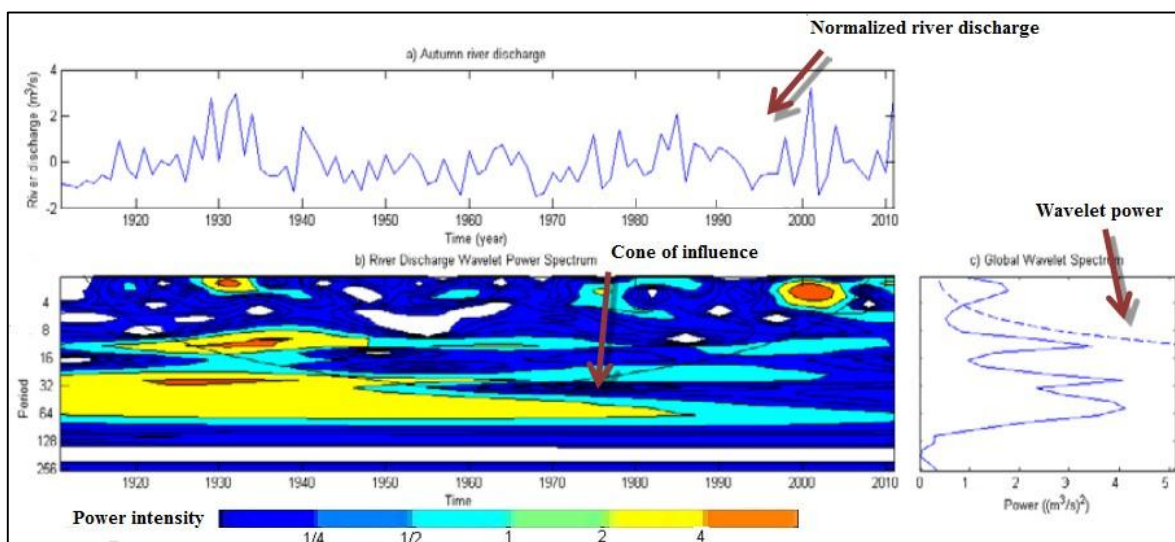 Normalized river discharge
a) Autumn river discharge
River discharge (m³/s)
4
2
0
-2
1920 1930 1940 1950 1960 1970 1980 1990 2000 2010
Time (year)
Wavelet power
Cone of influence
b) River Discharge Wavelet Power Spectrum
c) Global Wavelet Spectrum
Period
4
8
16
32
64
128
256
1920 1930 1940 1950 1960 1970 1980 1990 2000 2010
Time
0 1 2 3 4 5
Power ((m³/s)²)
Power intensity
1/4 1/2 1 2 4